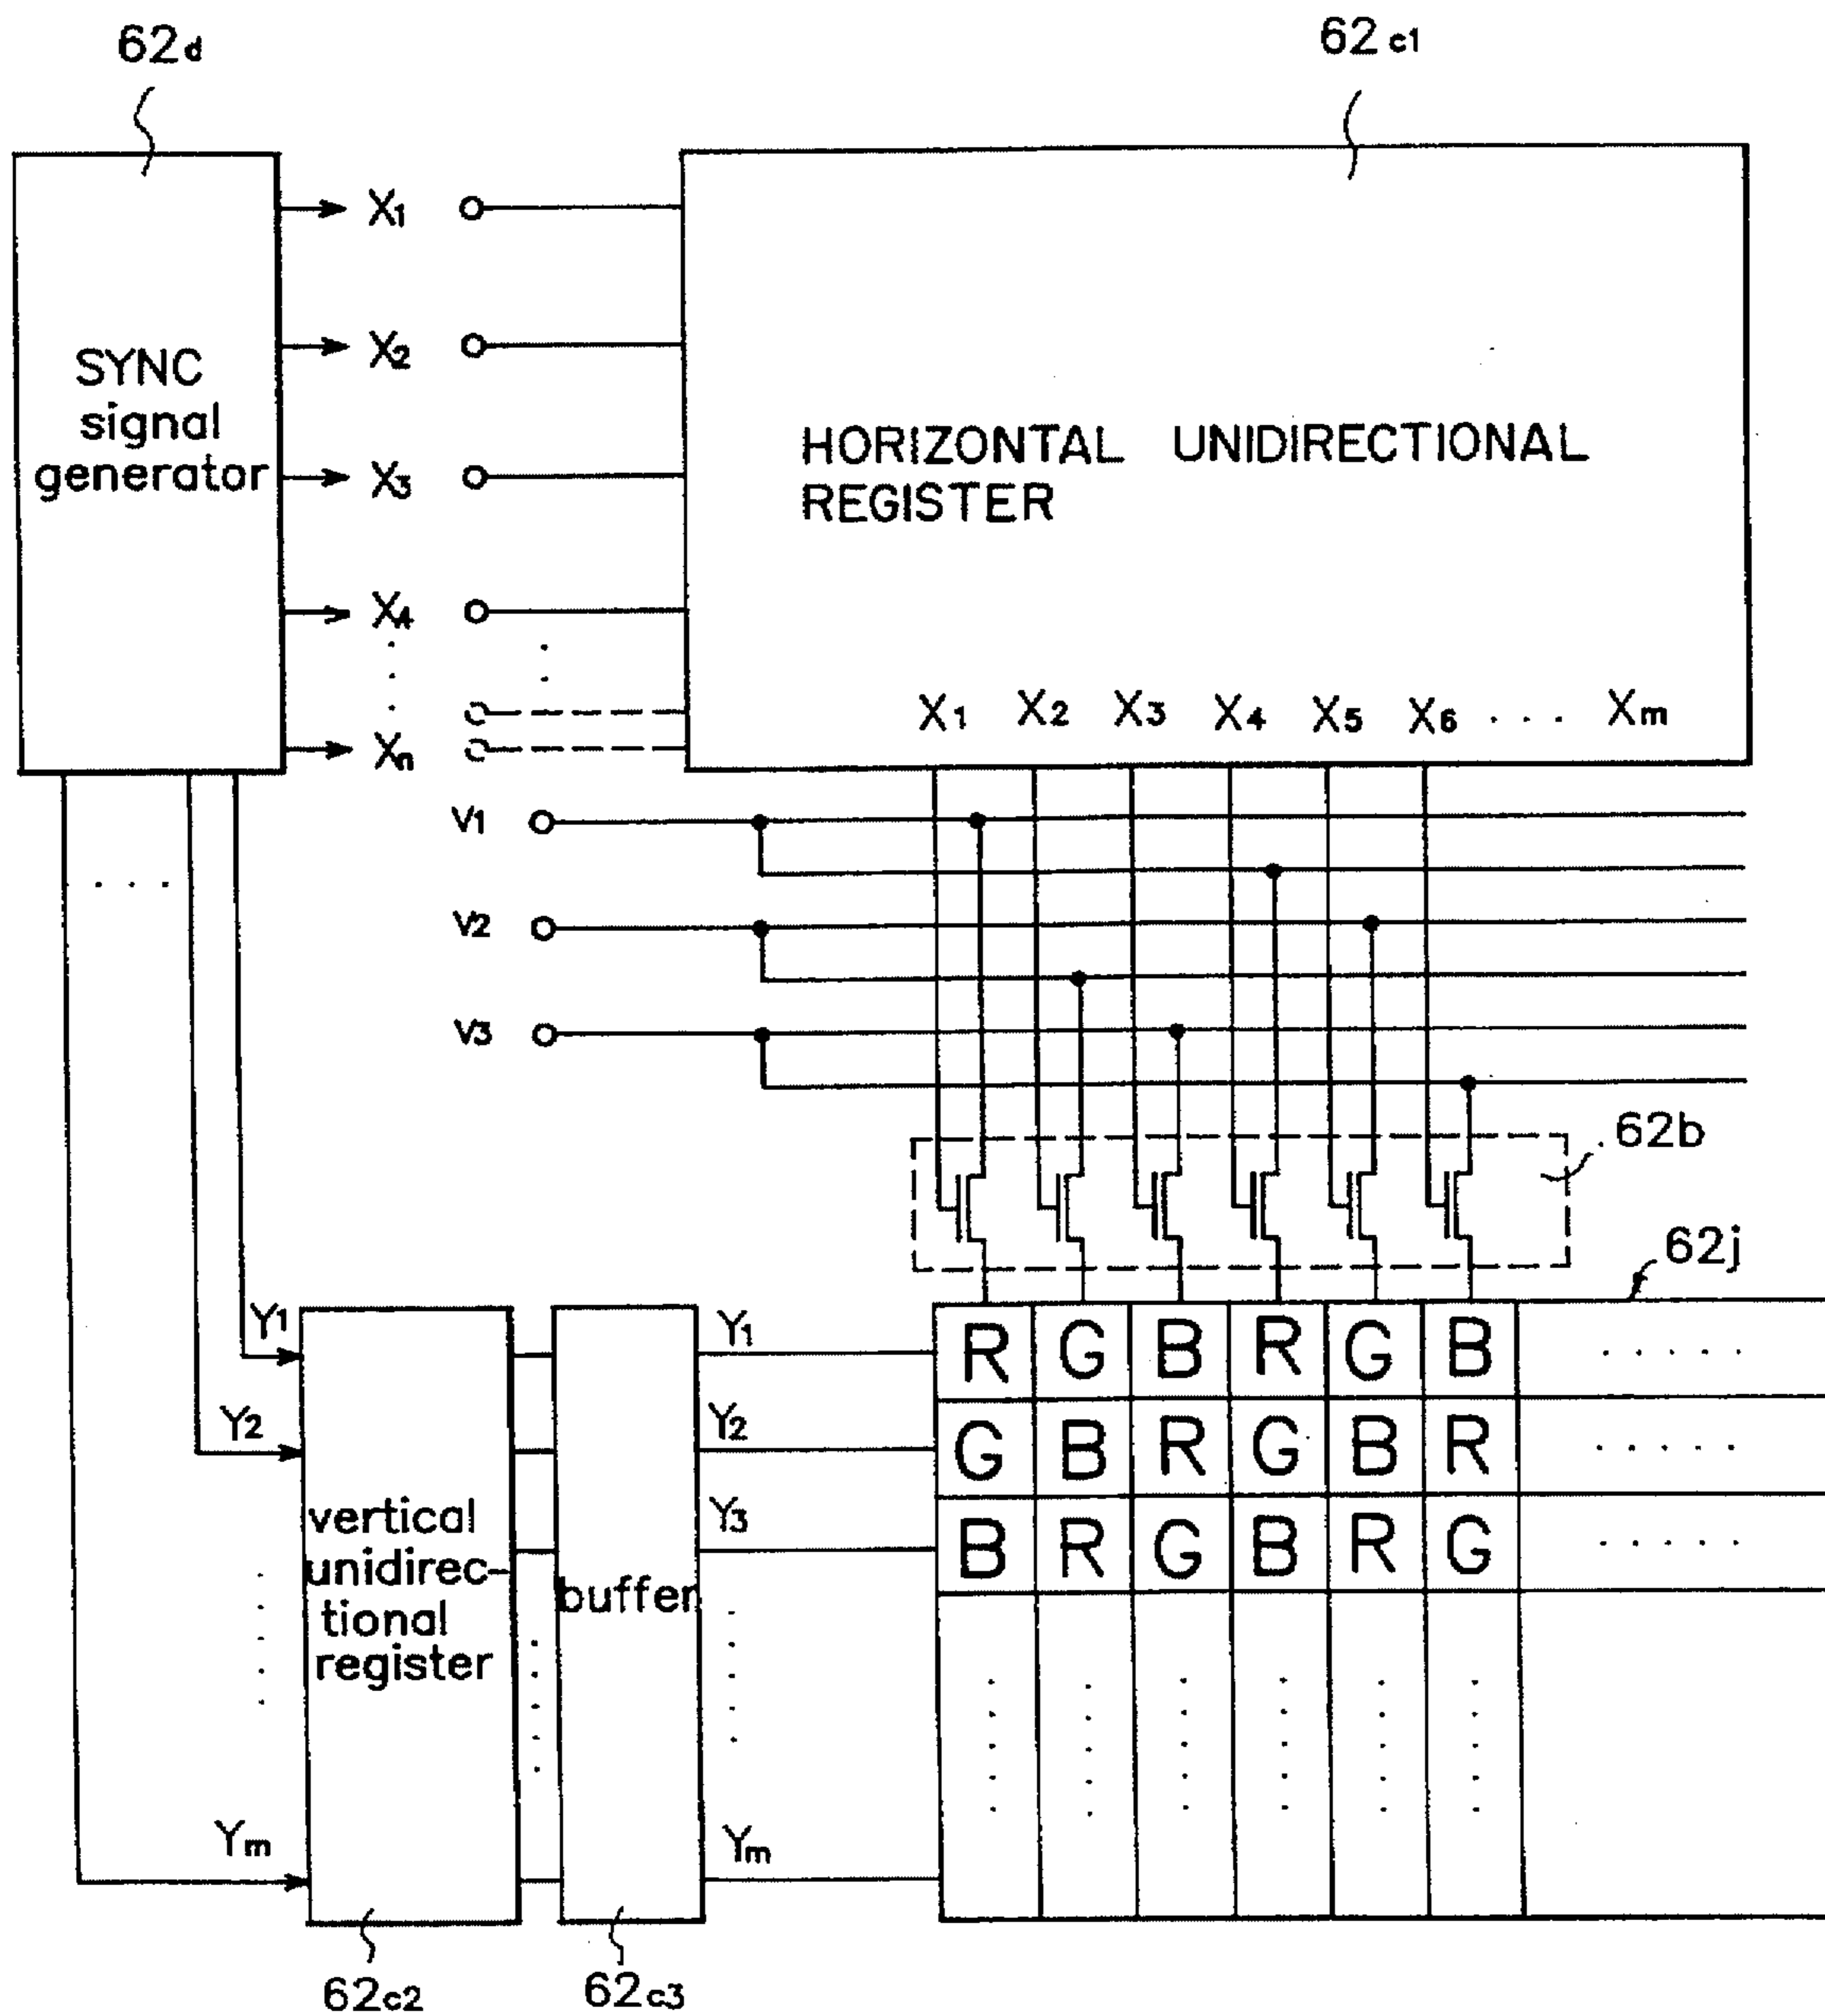 62d
62c1
X1
X2
X3
X4
Xn
SYNC
signal
generator
HORIZONTAL UNIDIRECTIONAL
REGISTER
X1 X2 X3 X4 X5 X6 . . . Xm
V1
V2
V3
. . . .
62b
62j
Y1
Y2
Ym
vertical
unidirec-
tional
register
buffer
Y1
Y2
Y3
Ym
R G B R G B . . . . .
G B R G B R . . . . .
B R G B R G . . . . .
62c2
62c3